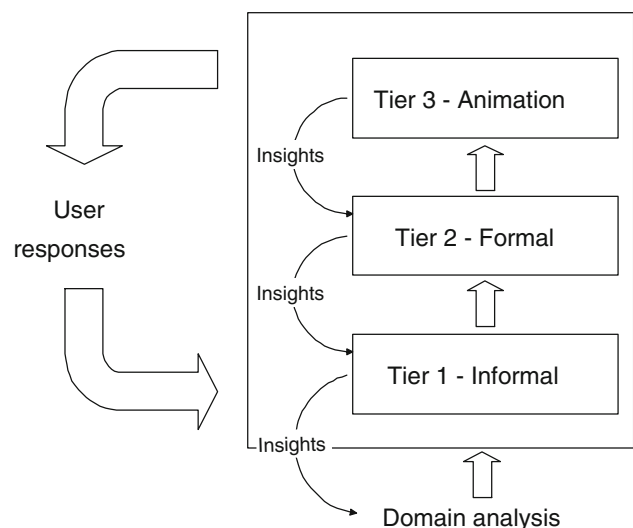 Tier 3 - Animation
Insights
User
responses
Tier 2 - Formal
Insights
Tier 1 - Informal
Insights
Domain analysis